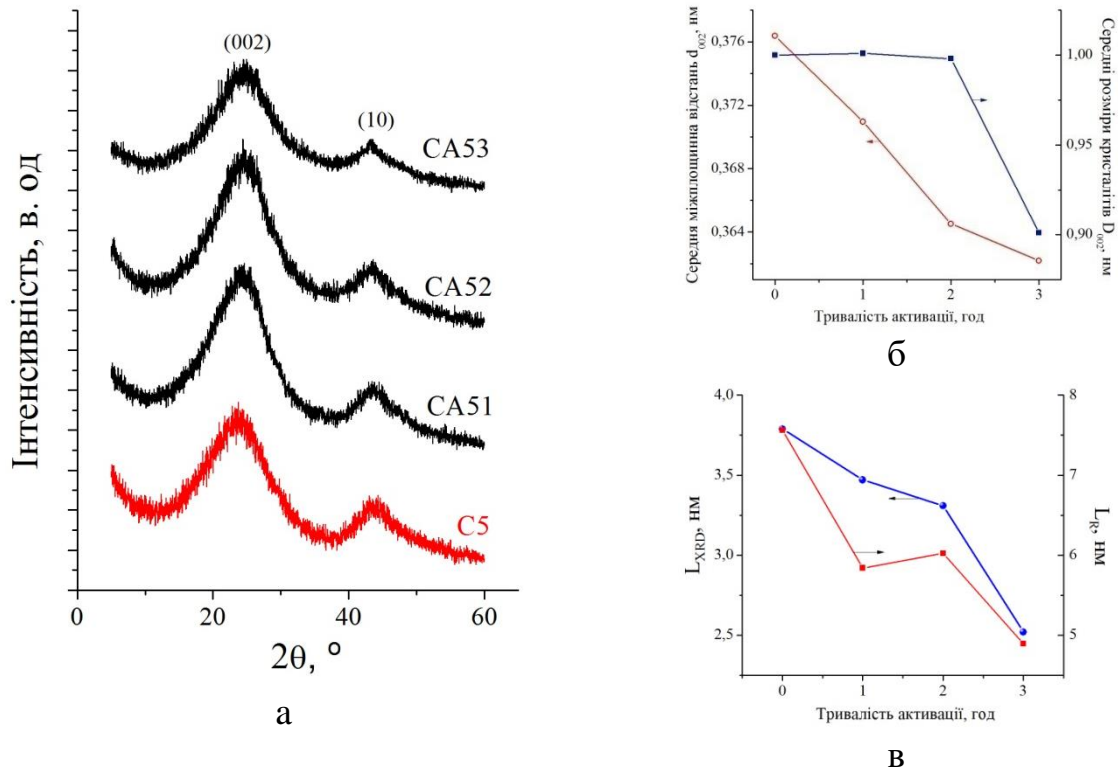 Інтенсивність, в. од
(002)
(10)
CA53
CA52
CA51
C5
0
20
40
60
2θ, °
а
Середня міжплощинна відстань d002, нм
0,376
0,372
0,368
0,364
1,00
0,95
0,90
Середні розміри кристалітів D002, нм
0
1
2
3
Тривалість активації, год
б
LXRD, нм
4,0
3,5
3,0
2,5
8
7
6
5
LR, нм
0
1
2
3
Тривалість активації, год
в